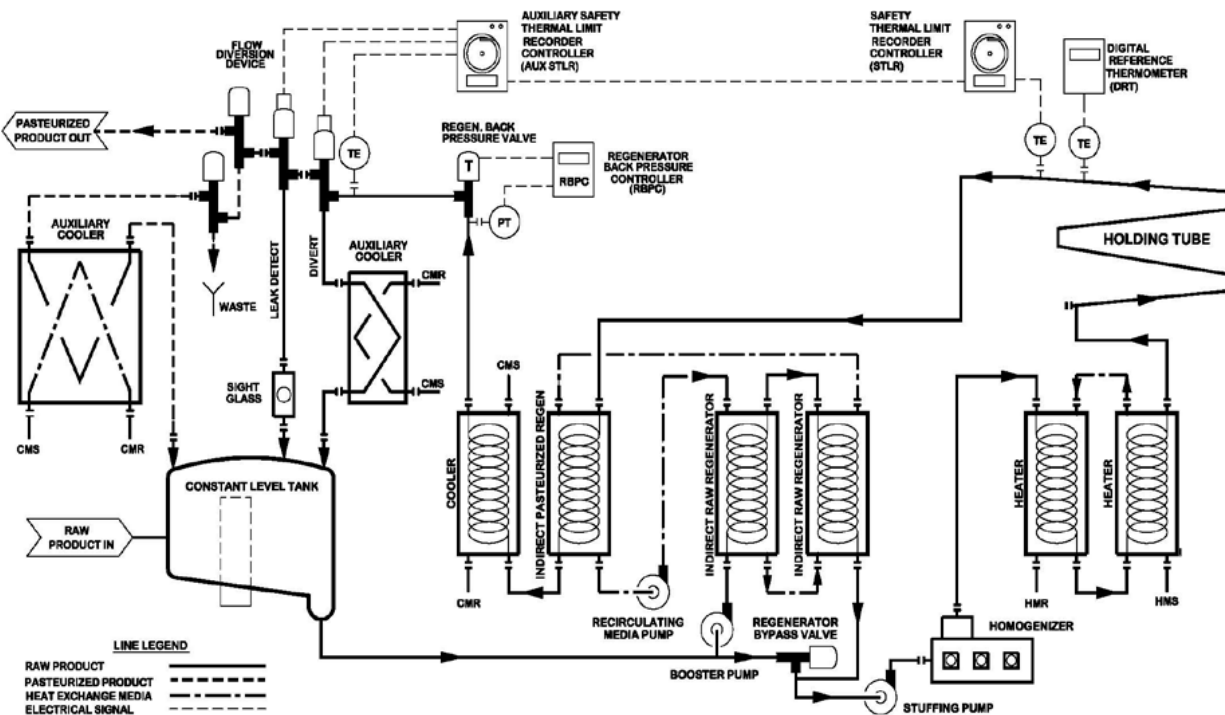 AUXILIARY SAFETY
THERMAL LIMIT
RECORDER
CONTROLLER
(AUX STLR)
SAFETY
THERMAL LIMIT
RECORDER
CONTROLLER
(STLR)
DIGITAL
REFERENCE
THERMOMETER
(DRT)
FLOW
DIVERSION
DEVICE
PASTEURIZED
PRODUCT OUT
TE
REGEN. BACK
PRESSURE VALVE
T
RBPC
REGENERATOR
BACK PRESSURE
CONTROLLER
(RBPC)
PT
TE
TE
HOLDING TUBE
AUXILIARY
COOLER
WASTE
LEAK DETECT
DIVERT
AUXILIARY
COOLER
CMR
CMS
SIGHT
GLASS
CMS
CMR
CMS
COOLER
INDIRECT PASTEURIZED REGEN
INDIRECT RAW REGENERATOR
INDIRECT RAW REGENERATOR
HEATER
HEATER
CONSTANT LEVEL TANK
RAW
PRODUCT IN
CMR
HMR
HMS
RECIRCULATING
MEDIA PUMP
REGENERATOR
BYPASS VALVE
HOMOGENIZER
BOOSTER PUMP
STUFFING PUMP
LINE LEGEND
RAW PRODUCT
PASTEURIZED PRODUCT
HEAT EXCHANGE MEDIA
ELECTRICAL SIGNAL